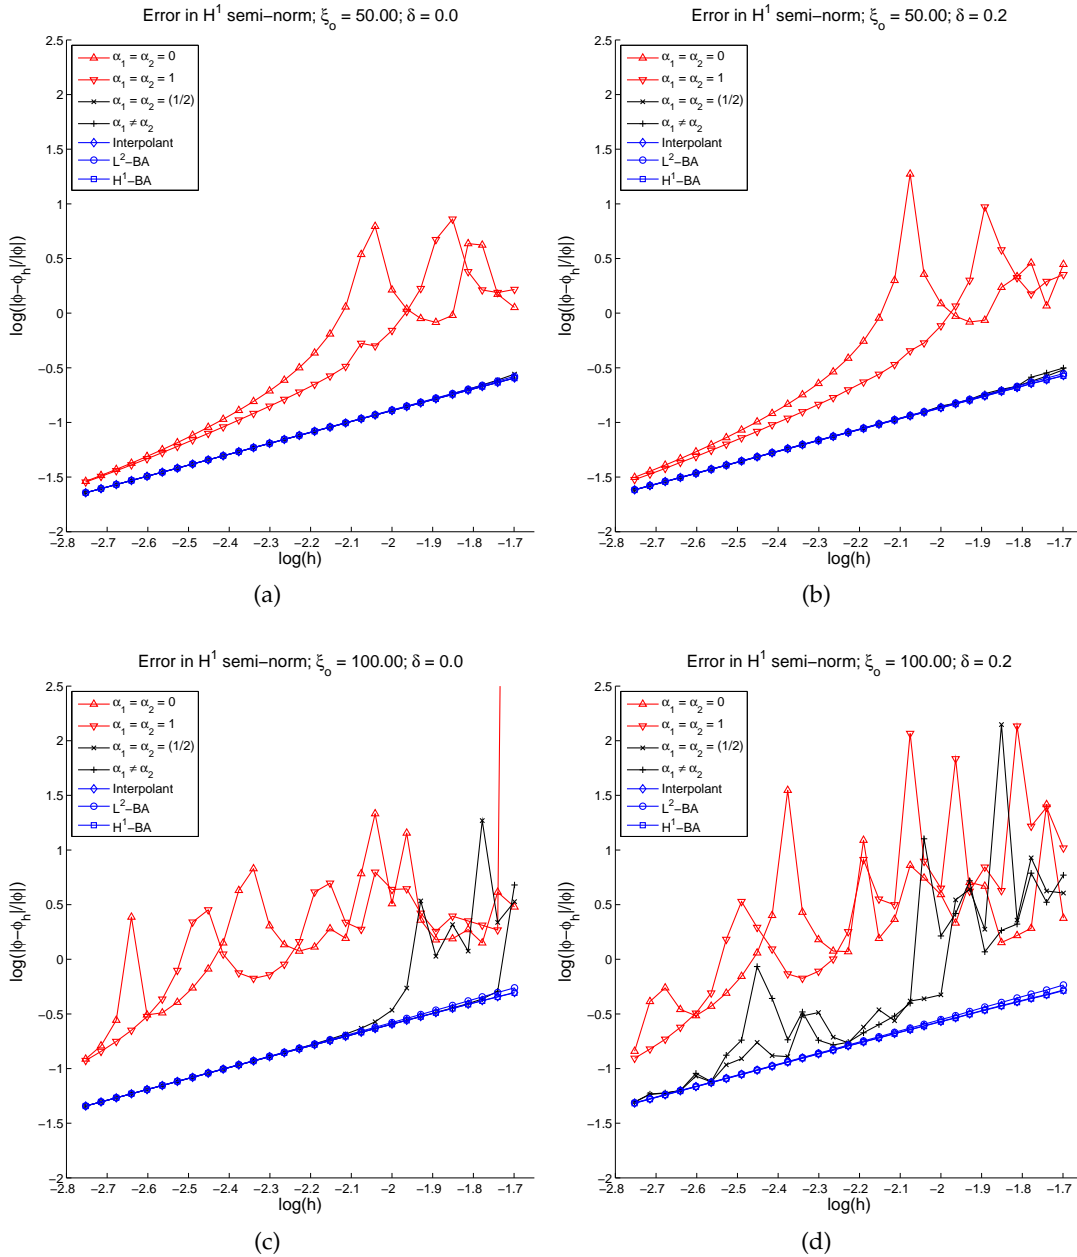 Error in H¹ semi−norm; ξₒ = 50.00; δ = 0.0
2.5
2
1.5
1
0.5
0
−0.5
−1
−1.5
−2
log(|ϕ−ϕₕ|/|ϕ|)
α₁ = α₂ = 0
α₁ = α₂ = 1
α₁ = α₂ = (1/2)
α₁ ≠ α₂
Interpolant
L²−BA
H¹−BA
−2.8 −2.7 −2.6 −2.5 −2.4 −2.3 −2.2 −2.1 −2 −1.9 −1.8 −1.7
log(h)
(a)
Error in H¹ semi−norm; ξₒ = 50.00; δ = 0.2
2.5
2
1.5
1
0.5
0
−0.5
−1
−1.5
−2
log(|ϕ−ϕₕ|/|ϕ|)
α₁ = α₂ = 0
α₁ = α₂ = 1
α₁ = α₂ = (1/2)
α₁ ≠ α₂
Interpolant
L²−BA
H¹−BA
−2.8 −2.7 −2.6 −2.5 −2.4 −2.3 −2.2 −2.1 −2 −1.9 −1.8 −1.7
log(h)
(b)
Error in H¹ semi−norm; ξₒ = 100.00; δ = 0.0
2.5
2
1.5
1
0.5
0
−0.5
−1
−1.5
−2
log(|ϕ−ϕₕ|/|ϕ|)
α₁ = α₂ = 0
α₁ = α₂ = 1
α₁ = α₂ = (1/2)
α₁ ≠ α₂
Interpolant
L²−BA
H¹−BA
−2.8 −2.7 −2.6 −2.5 −2.4 −2.3 −2.2 −2.1 −2 −1.9 −1.8 −1.7
log(h)
(c)
Error in H¹ semi−norm; ξₒ = 100.00; δ = 0.2
2.5
2
1.5
1
0.5
0
−0.5
−1
−1.5
−2
log(|ϕ−ϕₕ|/|ϕ|)
α₁ = α₂ = 0
α₁ = α₂ = 1
α₁ = α₂ = (1/2)
α₁ ≠ α₂
Interpolant
L²−BA
H¹−BA
−2.8 −2.7 −2.6 −2.5 −2.4 −2.3 −2.2 −2.1 −2 −1.9 −1.8 −1.7
log(h)
(d)